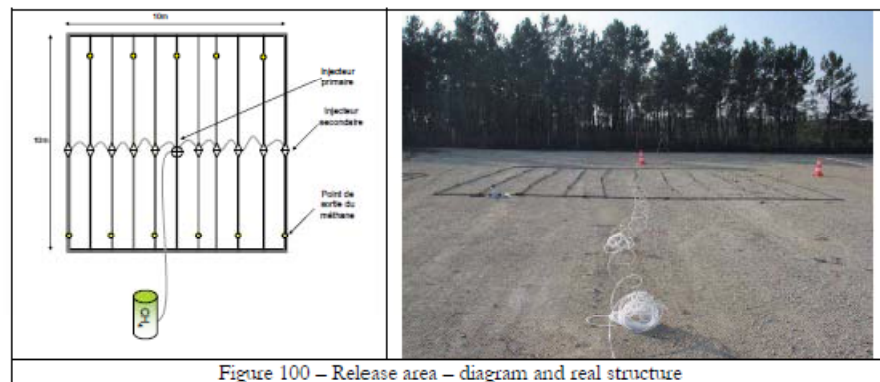 10m
Injecteur
primaire
10m
Injecteur
secondaire
Point de
sortie du
méthane
CH4
Figure 100 – Release area – diagram and real structure